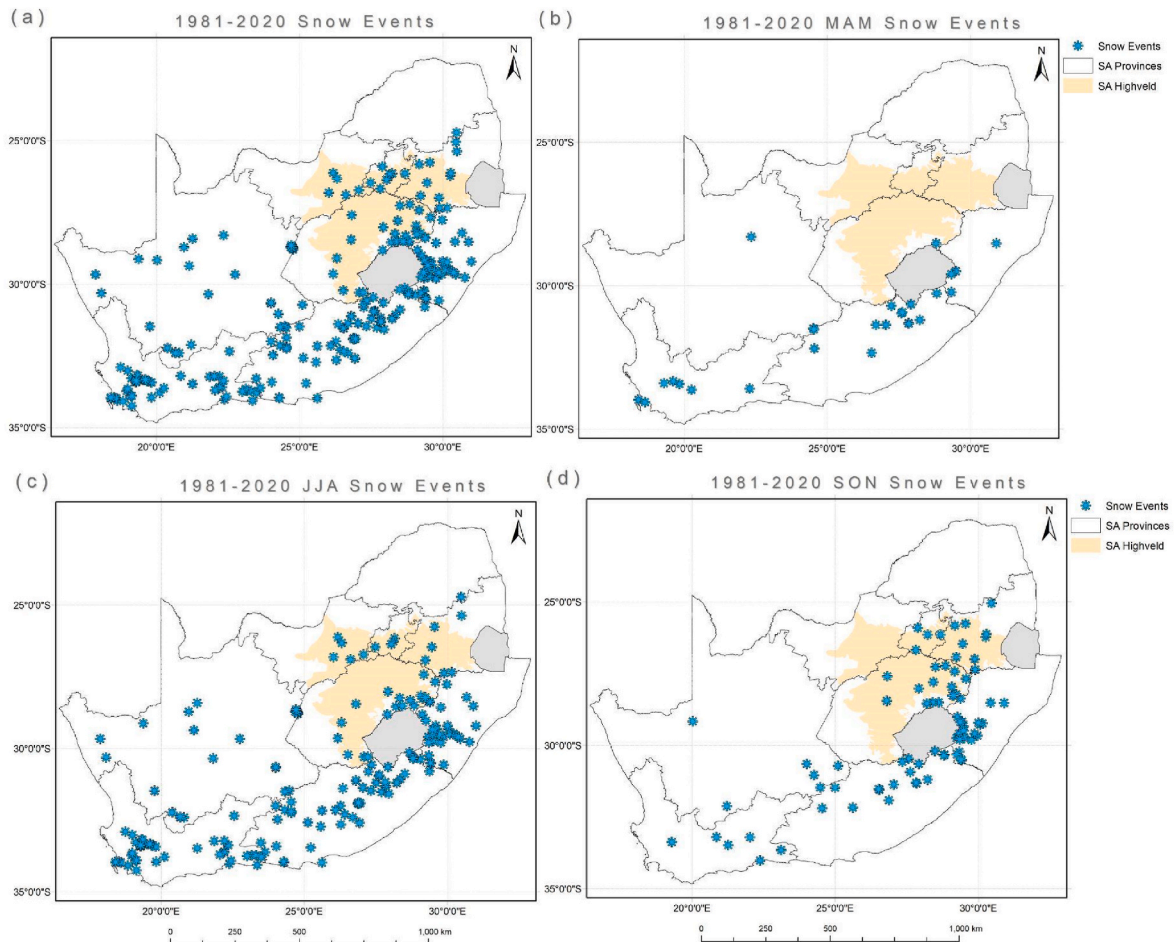 (a)
1981-2020 Snow Events
(b)
1981-2020 MAM Snow Events
N
N
Snow Events
SA Provinces
SA Highveld
25°0'0"S
25°0'0"S
30°0'0"S
30°0'0"S
35°0'0"S
35°0'0"S
20°0'0"E
25°0'0"E
30°0'0"E
20°0'0"E
25°0'0"E
30°0'0"E
(c)
1981-2020 JJA Snow Events
(d)
1981-2020 SON Snow Events
N
N
Snow Events
SA Provinces
SA Highveld
25°0'0"S
25°0'0"S
30°0'0"S
30°0'0"S
35°0'0"S
35°0'0"S
20°0'0"E
25°0'0"E
30°0'0"E
20°0'0"E
25°0'0"E
30°0'0"E
0 250 500 1,000 km
0 250 500 1,000 km